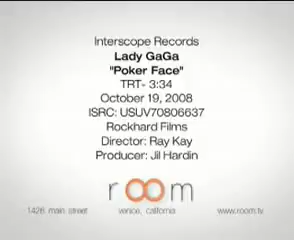 Interscope Records
Lady GaGa
"Poker Face"
TRT- 3:34
October 19, 2008
ISRC: USUV70806637
Rockhard Films
Director: Ray Kay
Producer: Jil Hardin
room
1426 main street venice, california www.room.tv